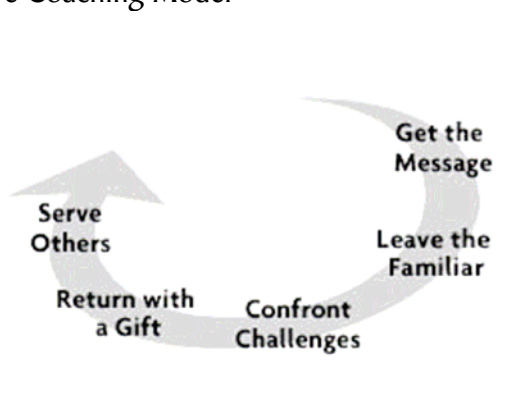 Coaching Model
Get the
Message
Leave the
Familiar
Confront
Challenges
Return with
a Gift
Serve
Others